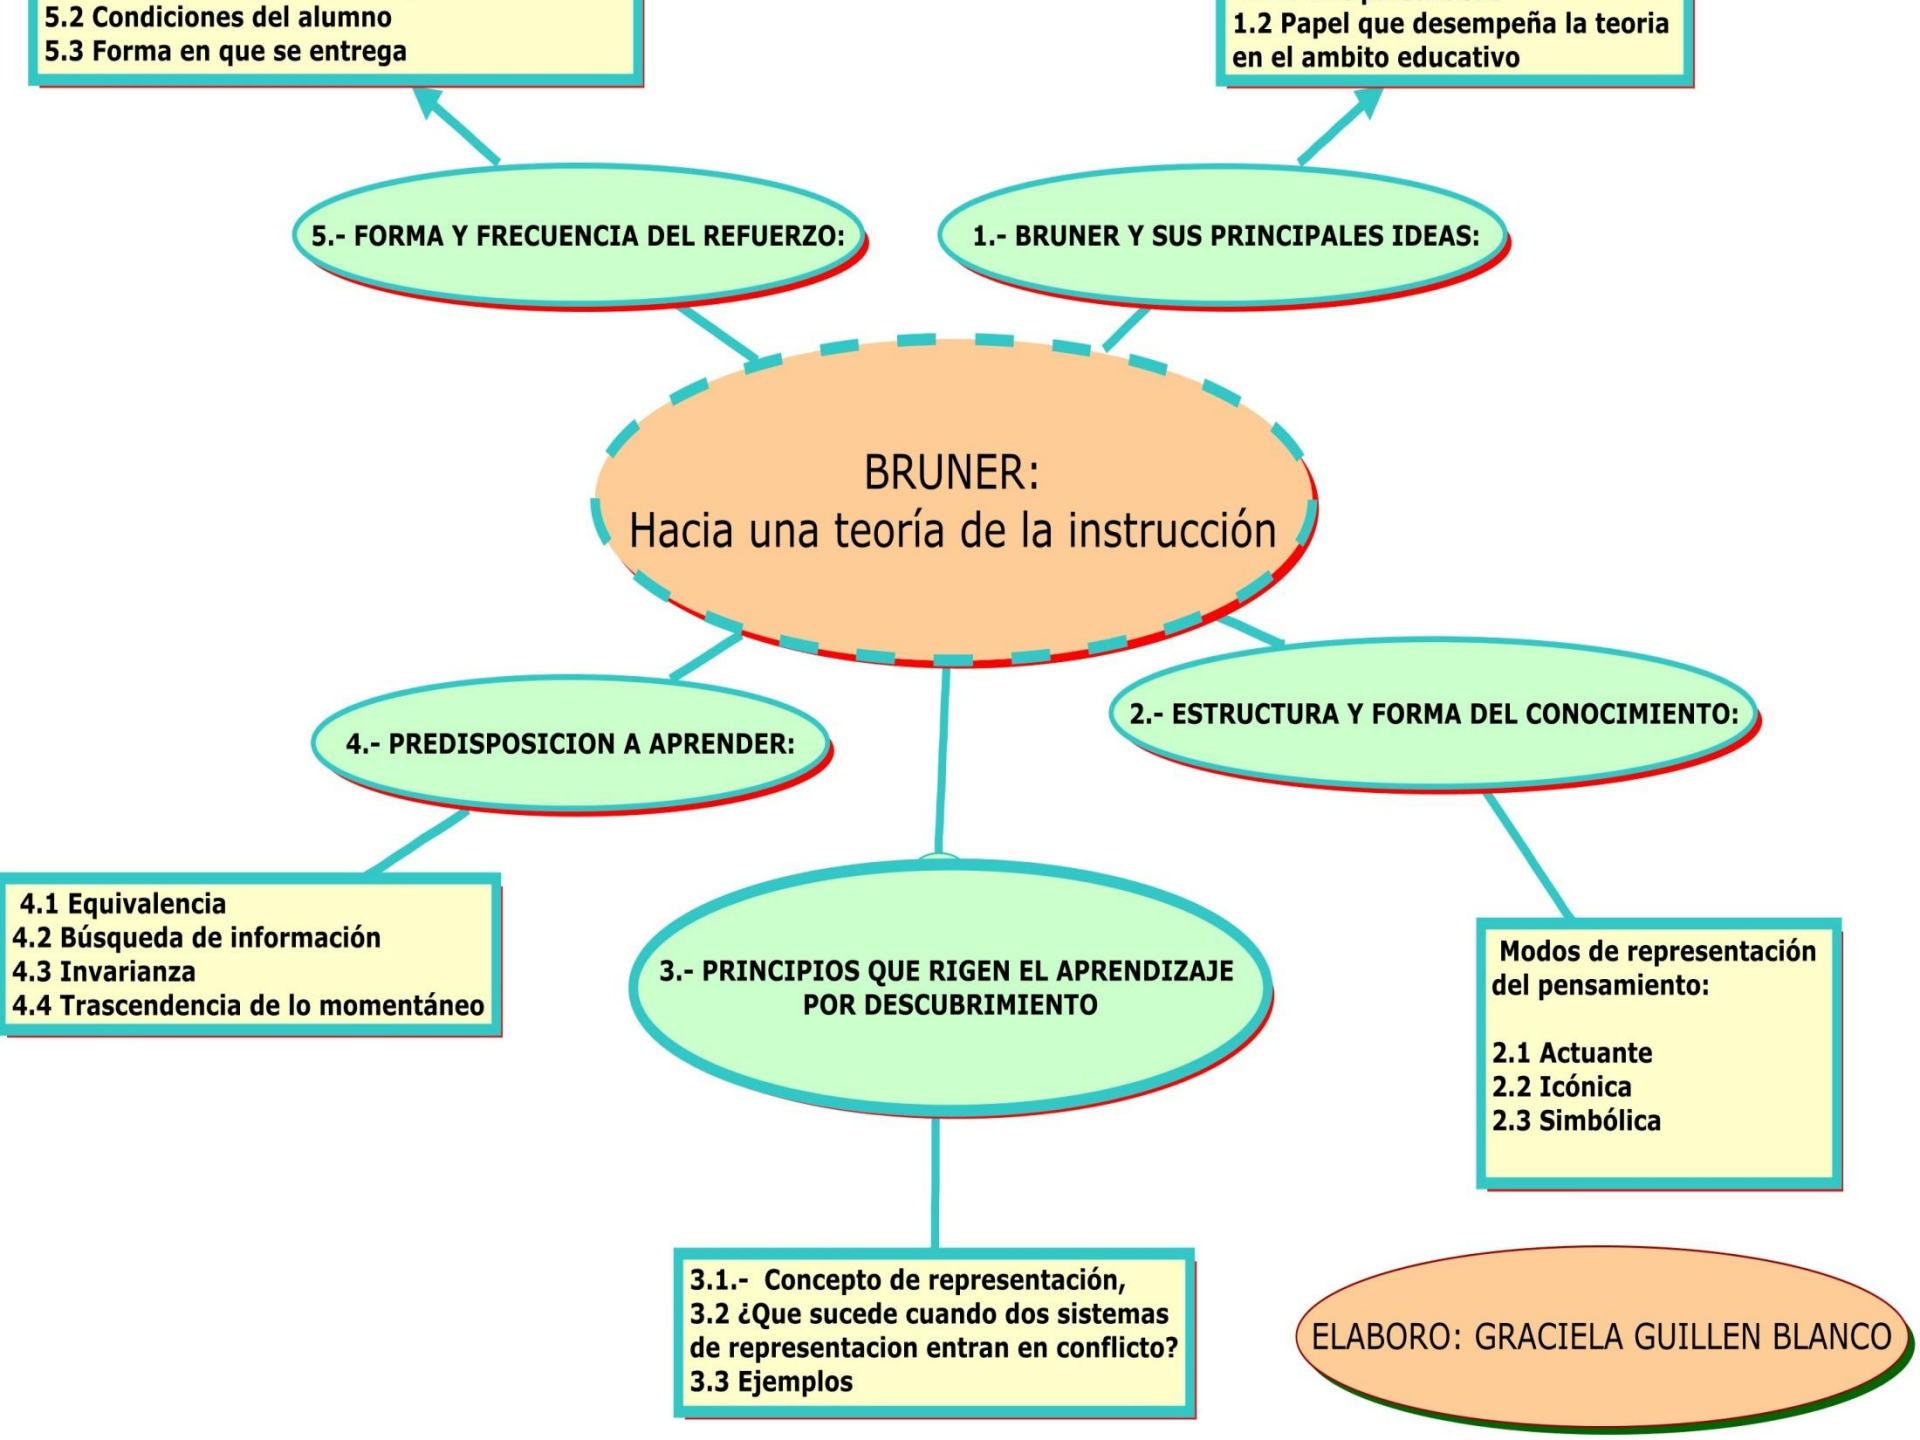 5.2 Condiciones del alumno
5.3 Forma en que se entrega
1.2 Papel que desempeña la teoria
en el ambito educativo
5.- FORMA Y FRECUENCIA DEL REFUERZO:
1.- BRUNER Y SUS PRINCIPALES IDEAS:
BRUNER:
Hacia una teoría de la instrucción
4.- PREDISPOSICION A APRENDER:
2.- ESTRUCTURA Y FORMA DEL CONOCIMIENTO:
4.1 Equivalencia
4.2 Búsqueda de información
4.3 Invarianza
4.4 Trascendencia de lo momentáneo
3.- PRINCIPIOS QUE RIGEN EL APRENDIZAJE
POR DESCUBRIMIENTO
Modos de representación
del pensamiento:
2.1 Actuante
2.2 Icónica
2.3 Simbólica
3.1.- Concepto de representación,
3.2 ¿Que sucede cuando dos sistemas
de representacion entran en conflicto?
3.3 Ejemplos
ELABORO: GRACIELA GUILLEN BLANCO